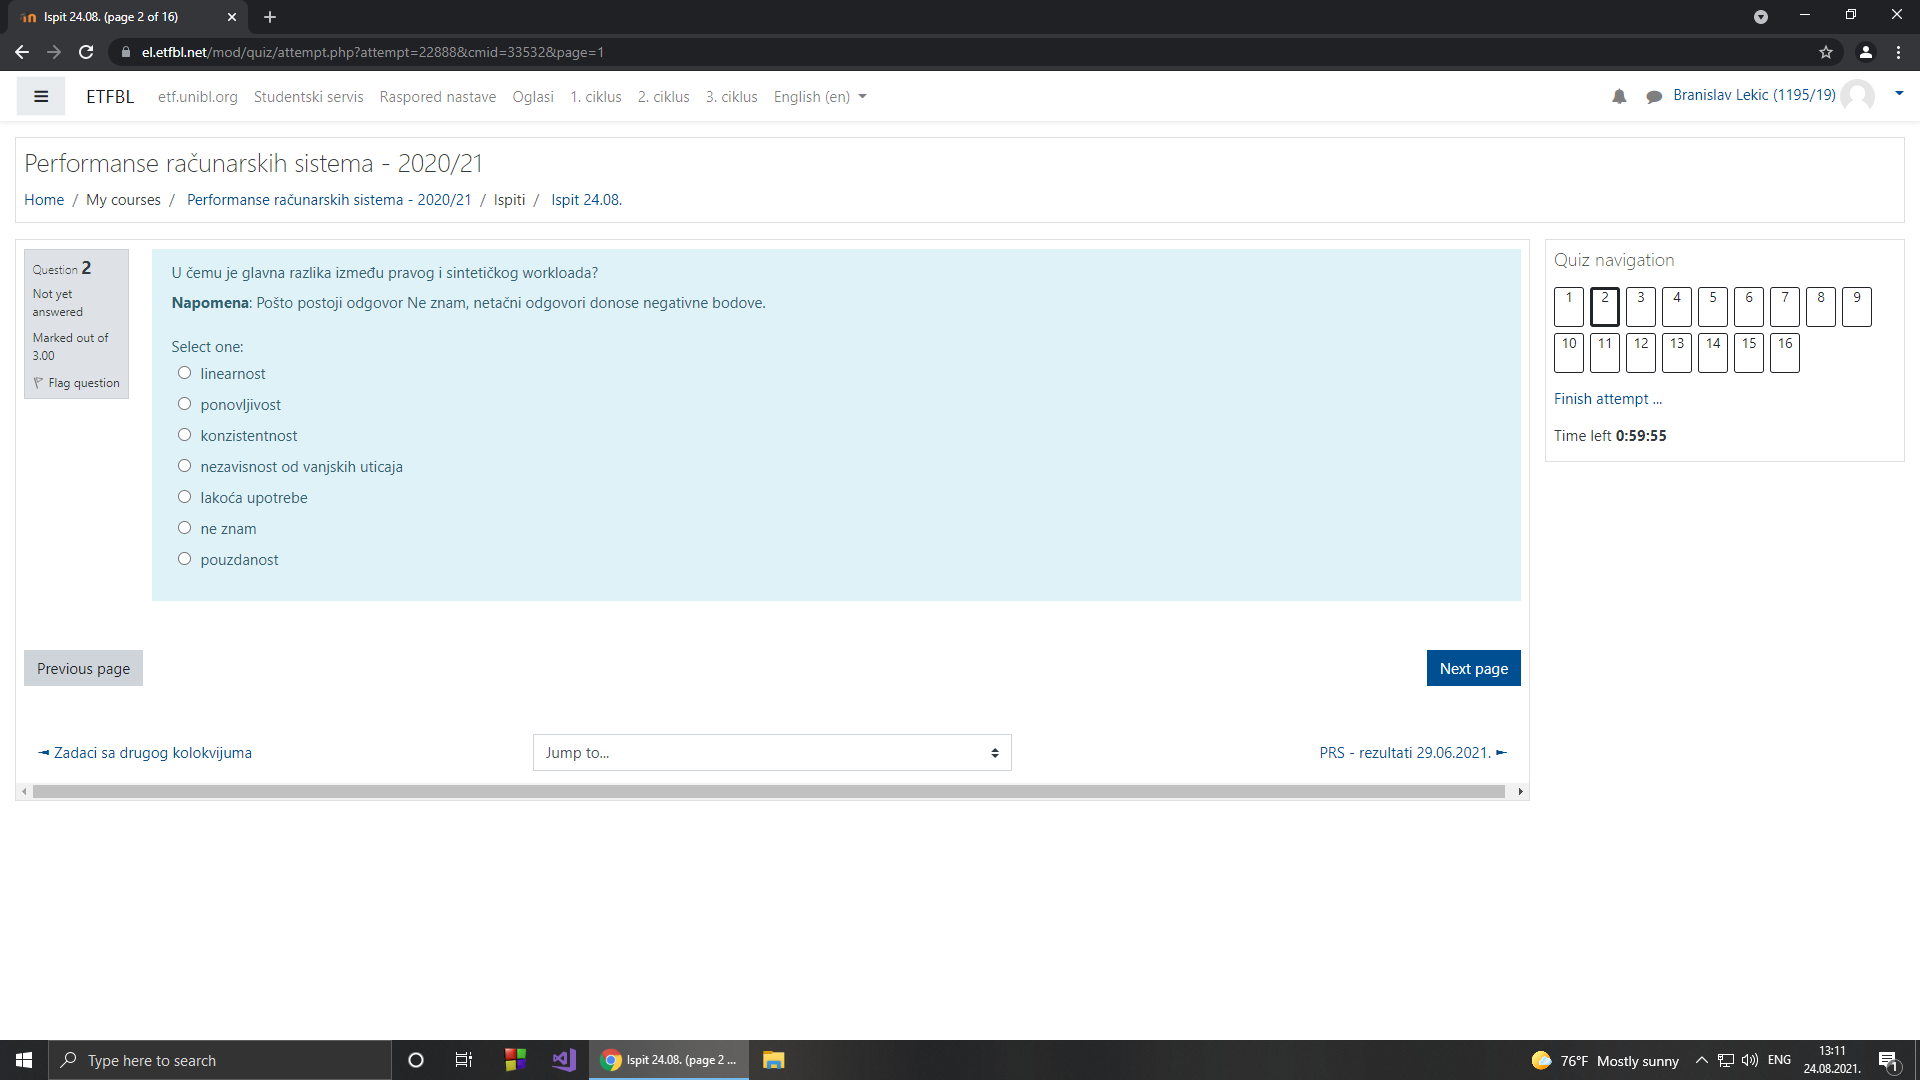 Ispit 24.08. (page 2 of 16)
el.etfbl.net/mod/quiz/attempt.php?attempt=22888&cmid=33532&page=1
ETFBL etf.unibl.org Studentski servis Raspored nastave Oglasi 1. ciklus 2. ciklus 3. ciklus English (en) Branislav Lekic (1195/19)
Performanse računarskih sistema - 2020/21
Home / My courses / Performanse računarskih sistema - 2020/21 / Ispiti / Ispit 24.08.
Question 2
Not yet
answered
Marked out of
3.00
Flag question
U čemu je glavna razlika između pravog i sintetičkog workloada?
Napomena: Pošto postoji odgovor Ne znam, netačni odgovori donose negativne bodove.
Select one:
linearnost
ponovljivost
konzistentnost
nezavisnost od vanjskih uticaja
lakoća upotrebe
ne znam
pouzdanost
Previous page
Next page
◄ Zadaci sa drugog kolokvijuma
Jump to...
PRS - rezultati 29.06.2021. ►
Quiz navigation
1 2 3 4 5 6 7 8 9
10 11 12 13 14 15 16
Finish attempt ...
Time left 0:59:55
Type here to search
Ispit 24.08. (page 2 ...
76°F Mostly sunny
ENG
13:11
24.08.2021.
1